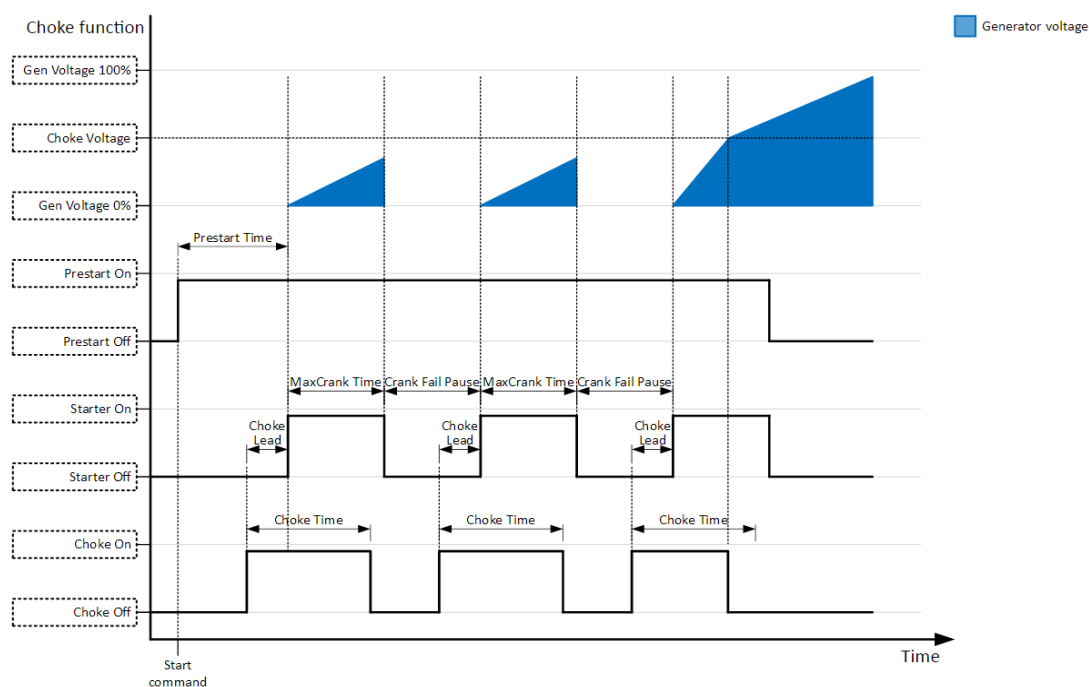 Choke function
Generator voltage
Gen Voltage 100%
Choke Voltage
Gen Voltage 0%
Prestart Time
Prestart On
Prestart Off
MaxCrank Time Crank Fail Pause MaxCrank Time Crank Fail Pause
Starter On
Choke Lead
Choke Lead
Choke Lead
Starter Off
Choke Time
Choke Time
Choke Time
Choke On
Choke Off
Time
Start
command